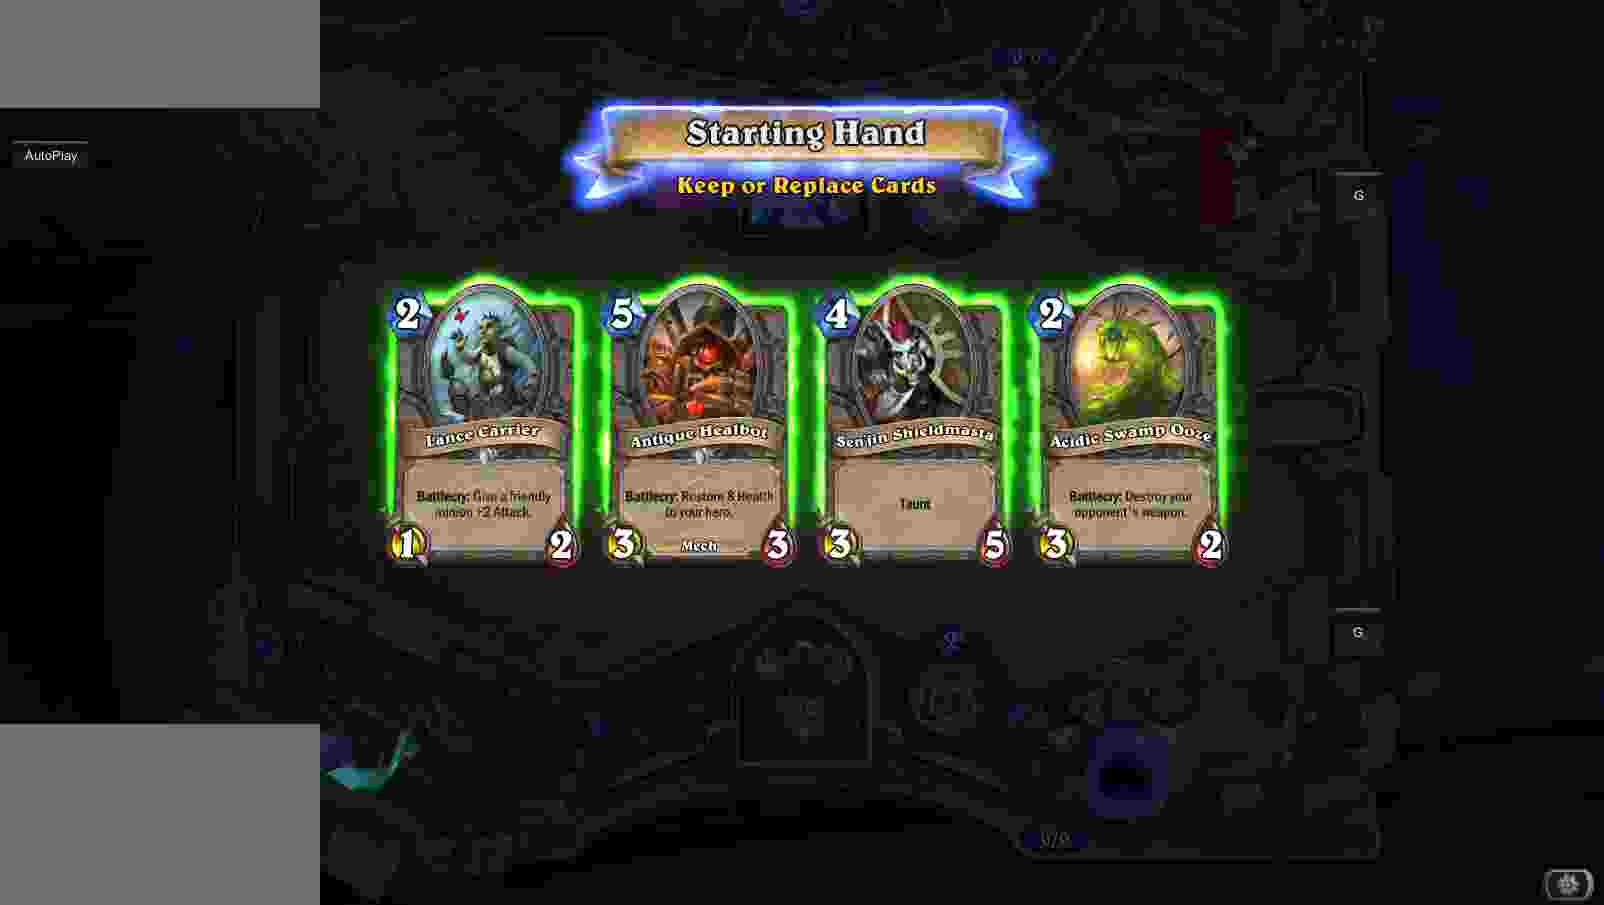 Starting Hand
Keep or Replace Cards
AutoPlay
G
2
5
4
2
Lance Carrier
Antique Healbot
Sen'jin Shieldmasta
Acidic Swamp Ooze
Battlecry: Give a friendly
minion +2 Attack.
Battlecry: Restore 8 Health
to your hero.
Taunt
Battlecry: Destroy your
opponent's weapon.
1
2
3
Mech
3
3
5
3
2
G
0/0